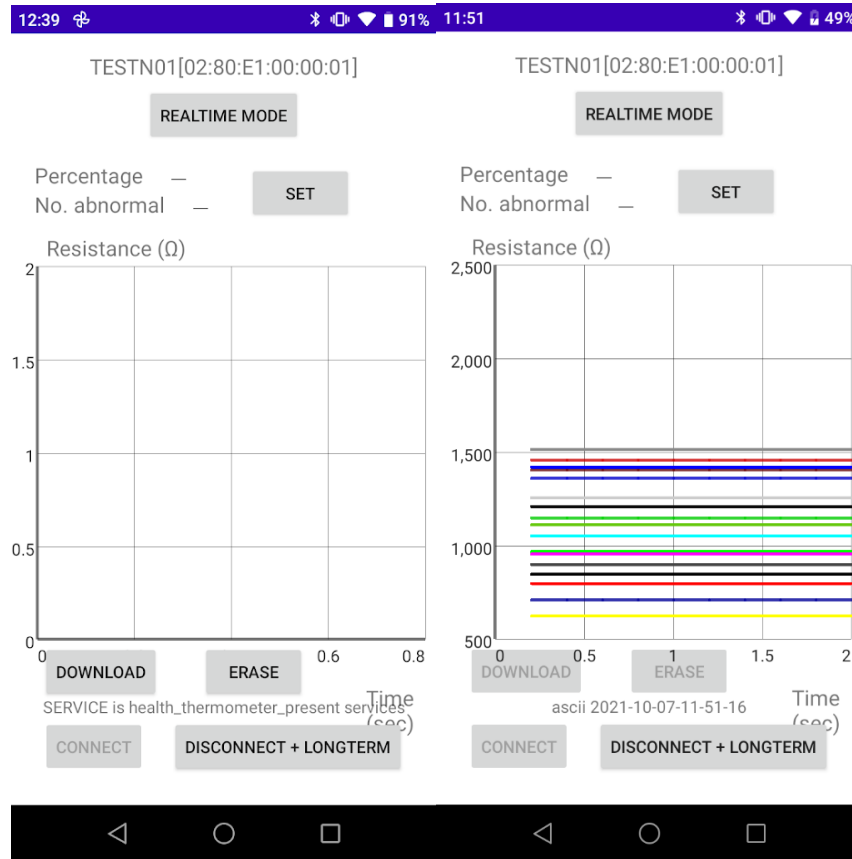 12:39
91%
TESTN01[02:80:E1:00:00:01]
REALTIME MODE
Percentage —
No. abnormal —
SET
Resistance (Ω)
2
1.5
1
0.5
0
0 0.6 0.8
DOWNLOAD
ERASE
Time
SERVICE is health_thermometer_present services
(sec)
CONNECT
DISCONNECT + LONGTERM
11:51
49%
TESTN01[02:80:E1:00:00:01]
REALTIME MODE
Percentage —
No. abnormal —
SET
Resistance (Ω)
2,500
2,000
1,500
1,000
500
0 0.5 1 1.5 2
DOWNLOAD
ERASE
Time
ascii 2021-10-07-11-51-16
(sec)
CONNECT
DISCONNECT + LONGTERM